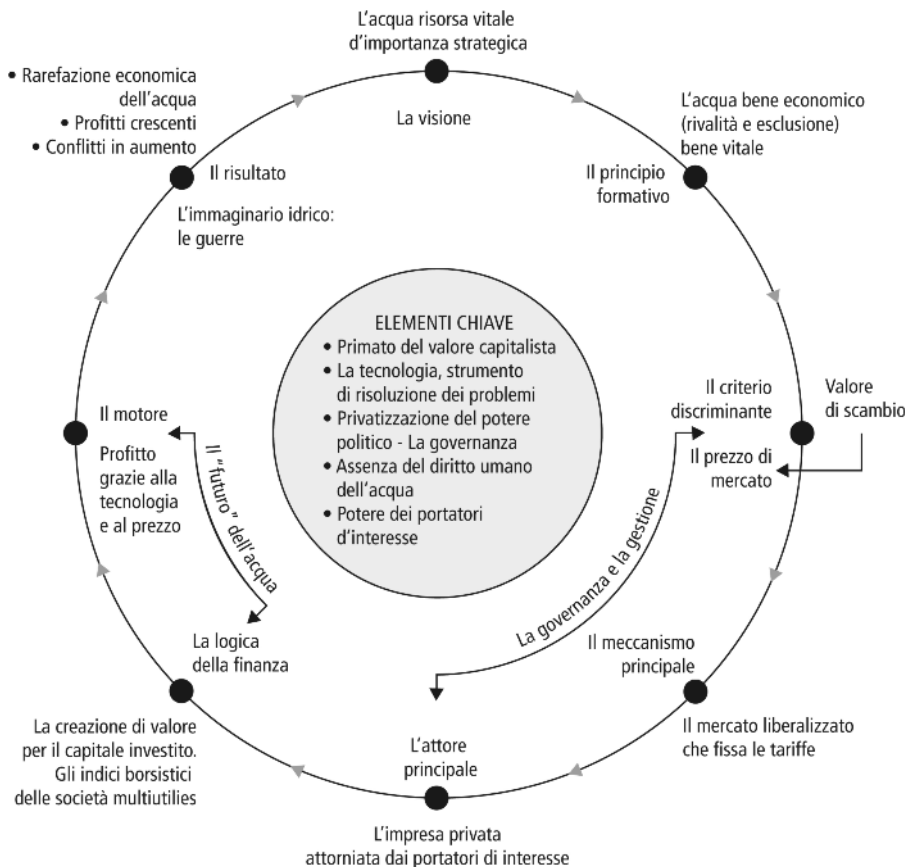 L'acqua risorsa vitale
d'importanza strategica
La visione
L'acqua bene economico
(rivalità e esclusione)
bene vitale
Il principio
formativo
Il criterio
discriminante
Valore
di scambio
Il prezzo di
mercato
Il meccanismo
principale
Il mercato liberalizzato
che fissa le tariffe
La governanza e la gestione
L'attore
principale
L'impresa privata
attorniata dai portatori di interesse
La logica
della finanza
La creazione di valore
per il capitale investito.
Gli indici borsistici
delle società multiutilies
Il "futuro" dell'acqua
Il motore
Profitto
grazie alla
tecnologia
e al prezzo
• Rarefazione economica
dell'acqua
• Profitti crescenti
• Conflitti in aumento
Il risultato
L'immaginario idrico:
le guerre
ELEMENTI CHIAVE
• Primato del valore capitalista
• La tecnologia, strumento
di risoluzione dei problemi
• Privatizzazione del potere
politico - La governanza
• Assenza del diritto umano
dell'acqua
• Potere dei portatori
d'interesse